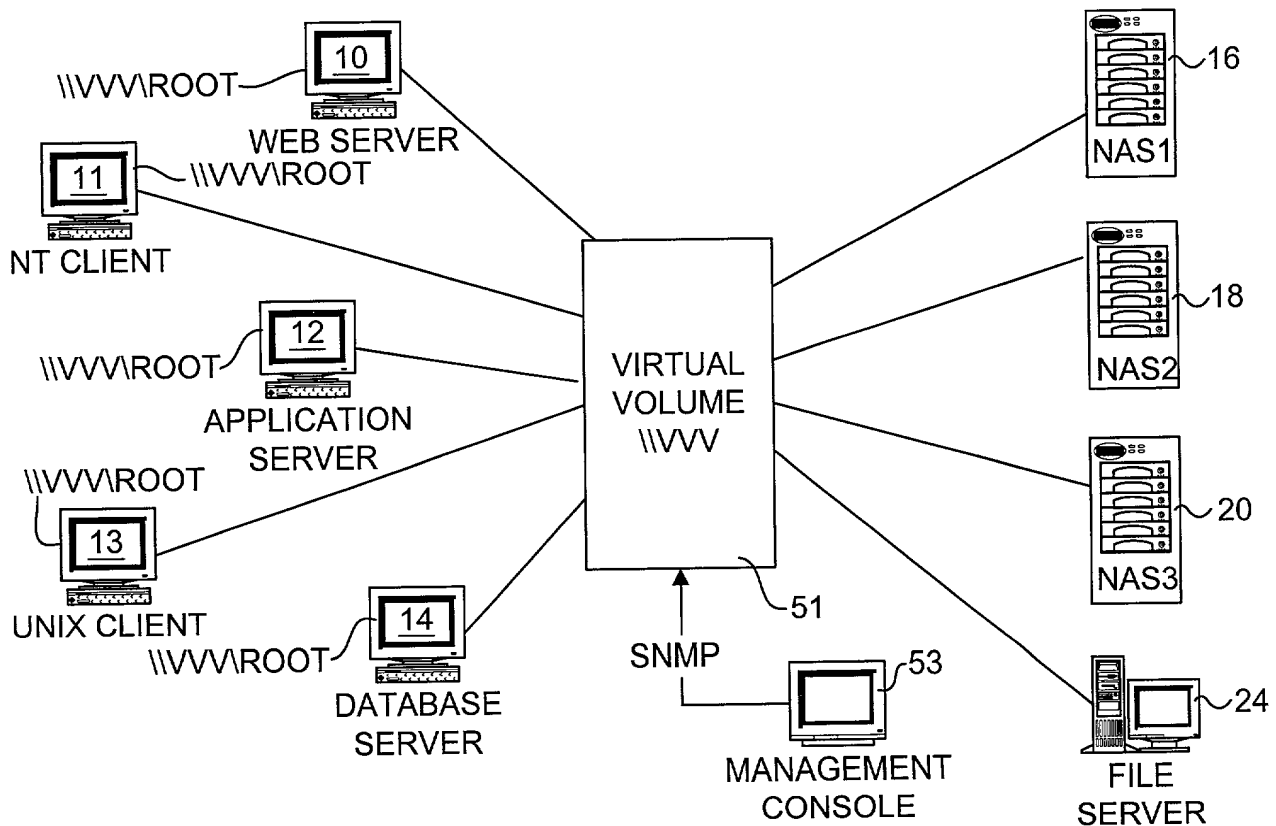 10
\\VVV\ROOT
WEB SERVER
11
\\VVV\ROOT
NT CLIENT
12
\\VVV\ROOT
APPLICATION
SERVER
\\VVV\ROOT
13
UNIX CLIENT
14
\\VVV\ROOT
DATABASE
SERVER
VIRTUAL
VOLUME
\\VVV
51
SNMP
53
MANAGEMENT
CONSOLE
16
NAS1
18
NAS2
20
NAS3
24
FILE
SERVER